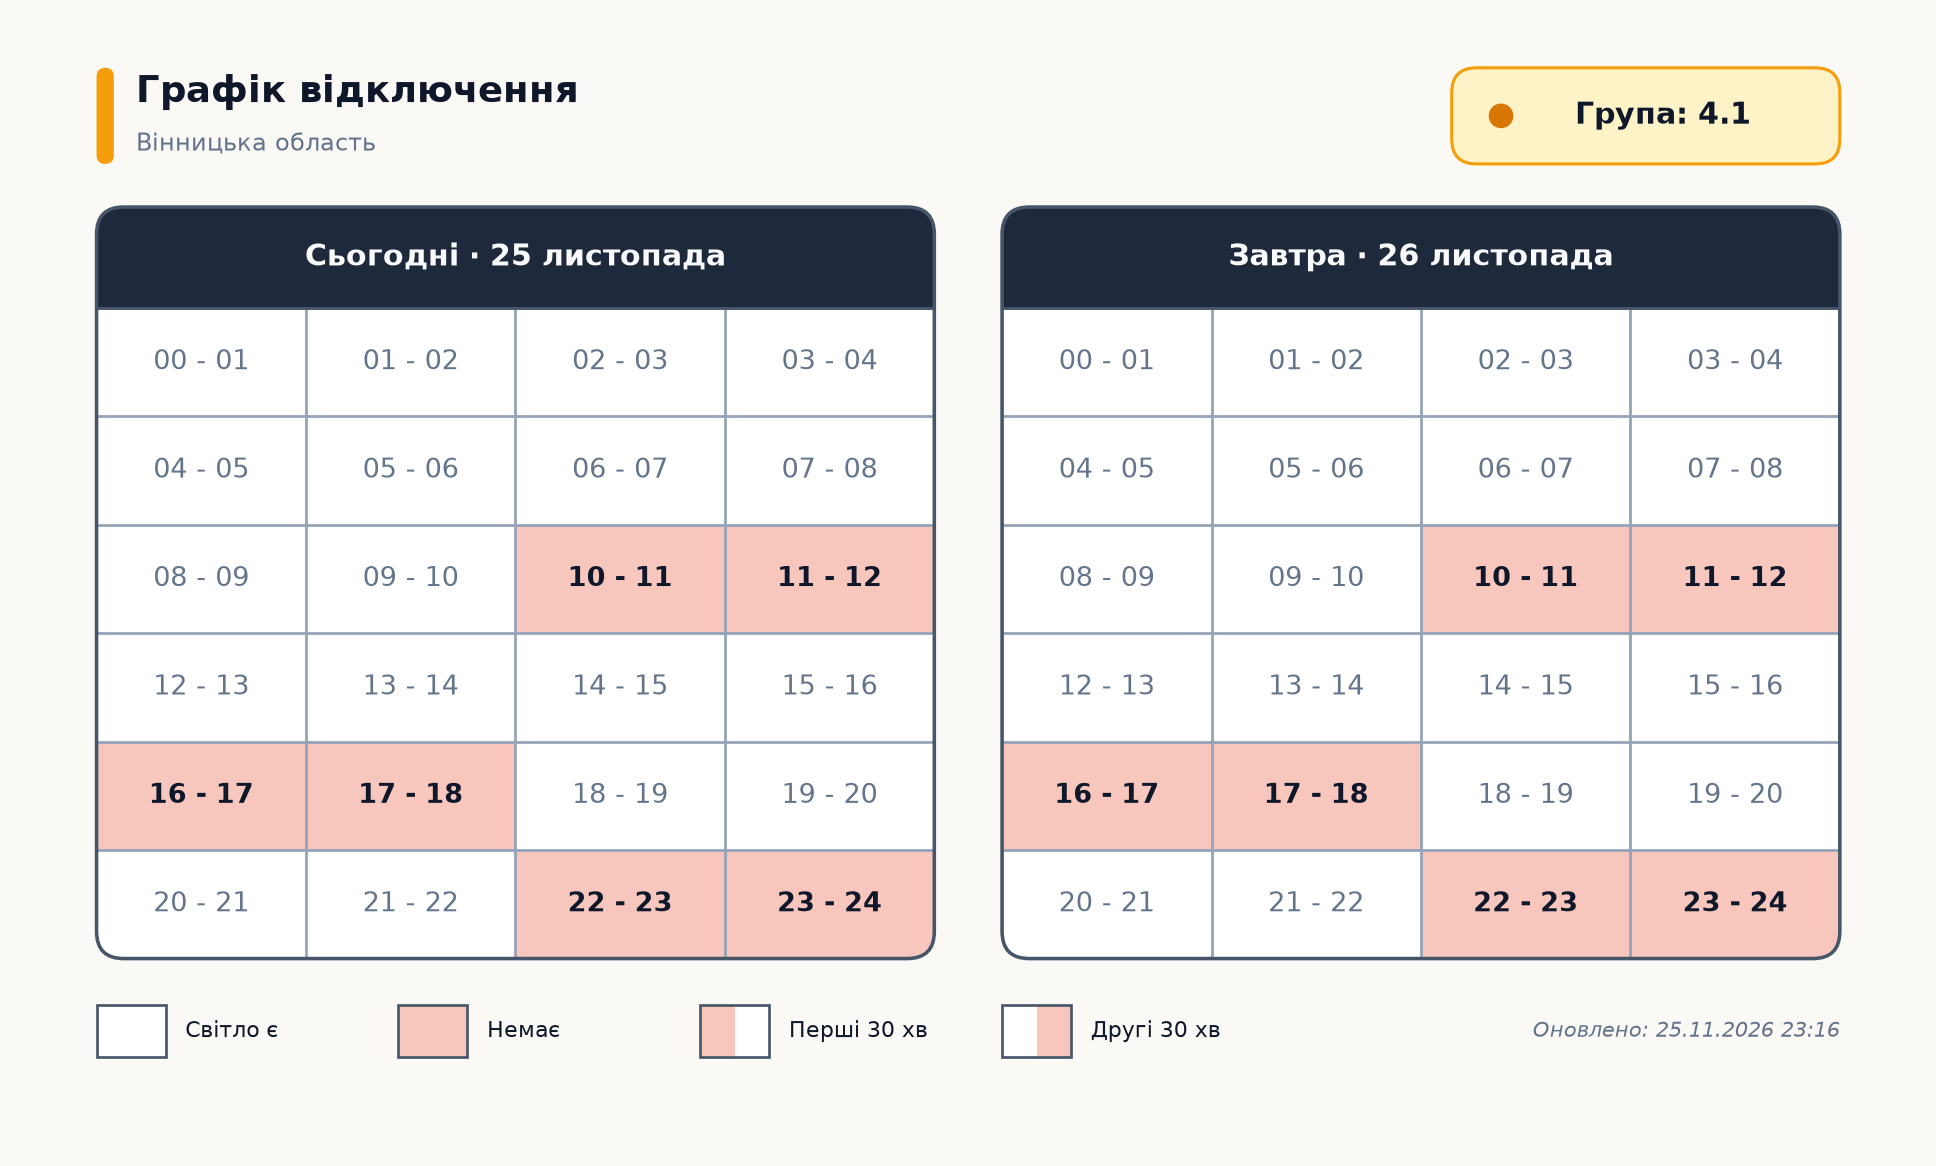 Графік відключення
Вінницька область
Група: 4.1
Сьогодні · 25 листопада
00 - 01 01 - 02 02 - 03 03 - 04
04 - 05 05 - 06 06 - 07 07 - 08
08 - 09 09 - 10 10 - 11 11 - 12
12 - 13 13 - 14 14 - 15 15 - 16
16 - 17 17 - 18 18 - 19 19 - 20
20 - 21 21 - 22 22 - 23 23 - 24
Завтра · 26 листопада
00 - 01 01 - 02 02 - 03 03 - 04
04 - 05 05 - 06 06 - 07 07 - 08
08 - 09 09 - 10 10 - 11 11 - 12
12 - 13 13 - 14 14 - 15 15 - 16
16 - 17 17 - 18 18 - 19 19 - 20
20 - 21 21 - 22 22 - 23 23 - 24
Світло є
Немає
Перші 30 хв
Другі 30 хв
Оновлено: 25.11.2026 23:16